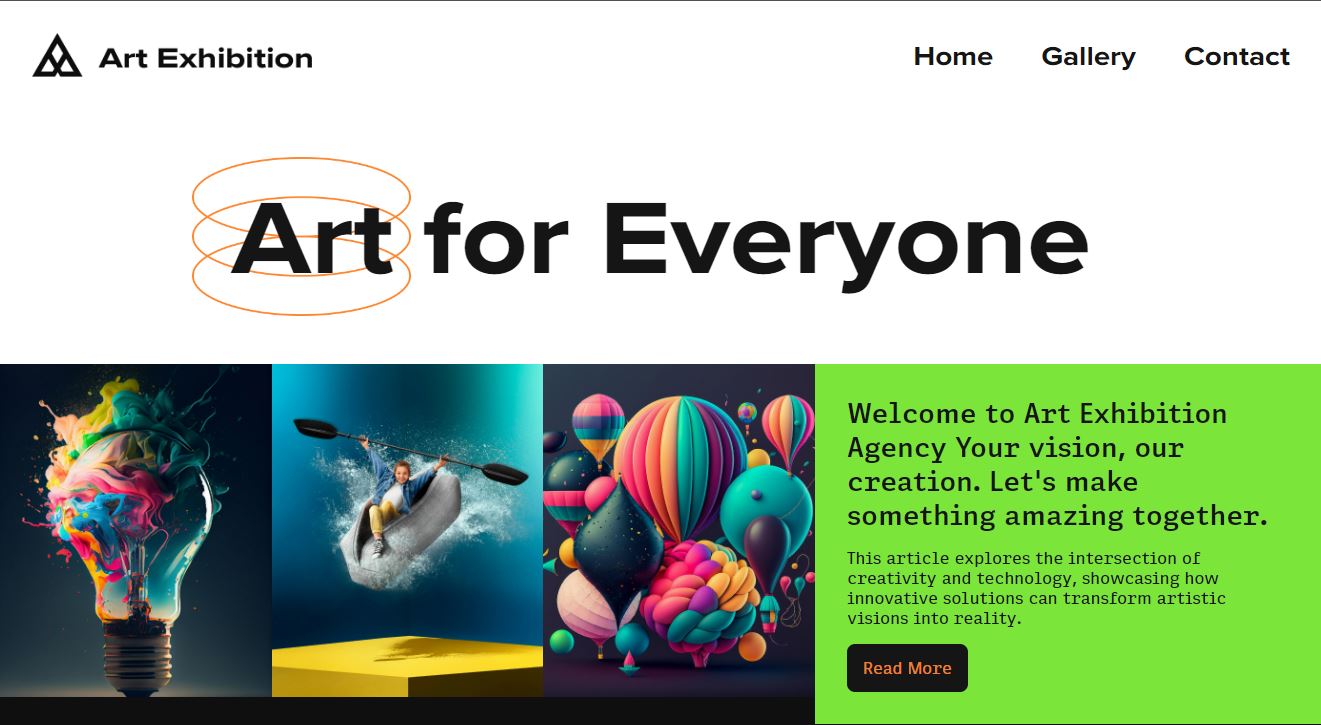 Art Exhibition
Home Gallery Contact
Art for Everyone
Welcome to Art Exhibition
Agency Your vision, our
creation. Let's make
something amazing together.
This article explores the intersection of
creativity and technology, showcasing how
innovative solutions can transform artistic
visions into reality.
Read More